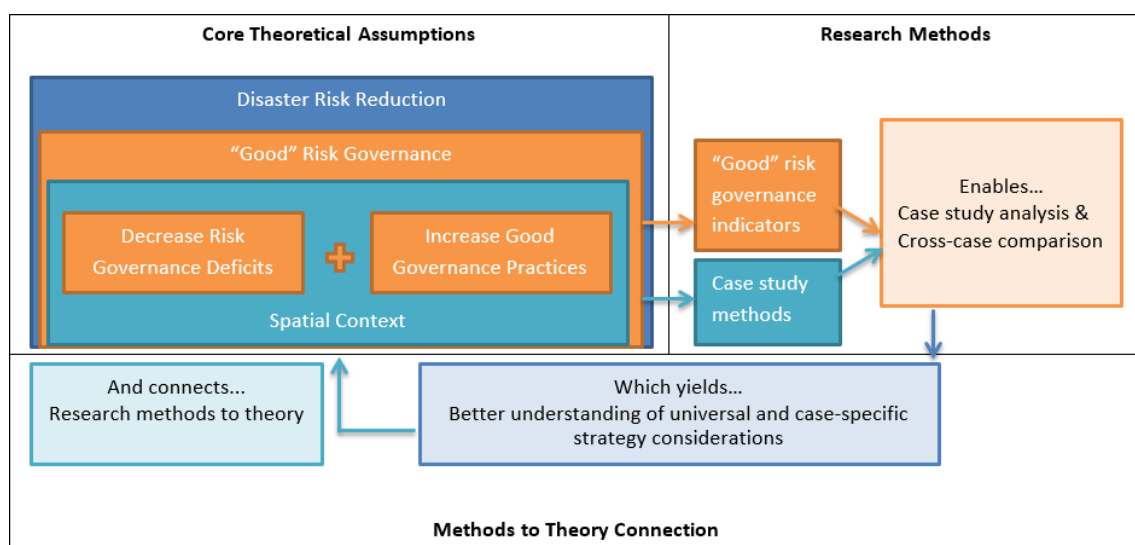 Core Theoretical Assumptions
Disaster Risk Reduction
“Good” Risk Governance
Decrease Risk
Governance Deficits
Increase Good
Governance Practices
Spatial Context
Research Methods
“Good” risk
governance
indicators
Case study
methods
Enables...
Case study analysis &
Cross-case comparison
Which yields...
Better understanding of universal and case-specific
strategy considerations
And connects...
Research methods to theory
Methods to Theory Connection